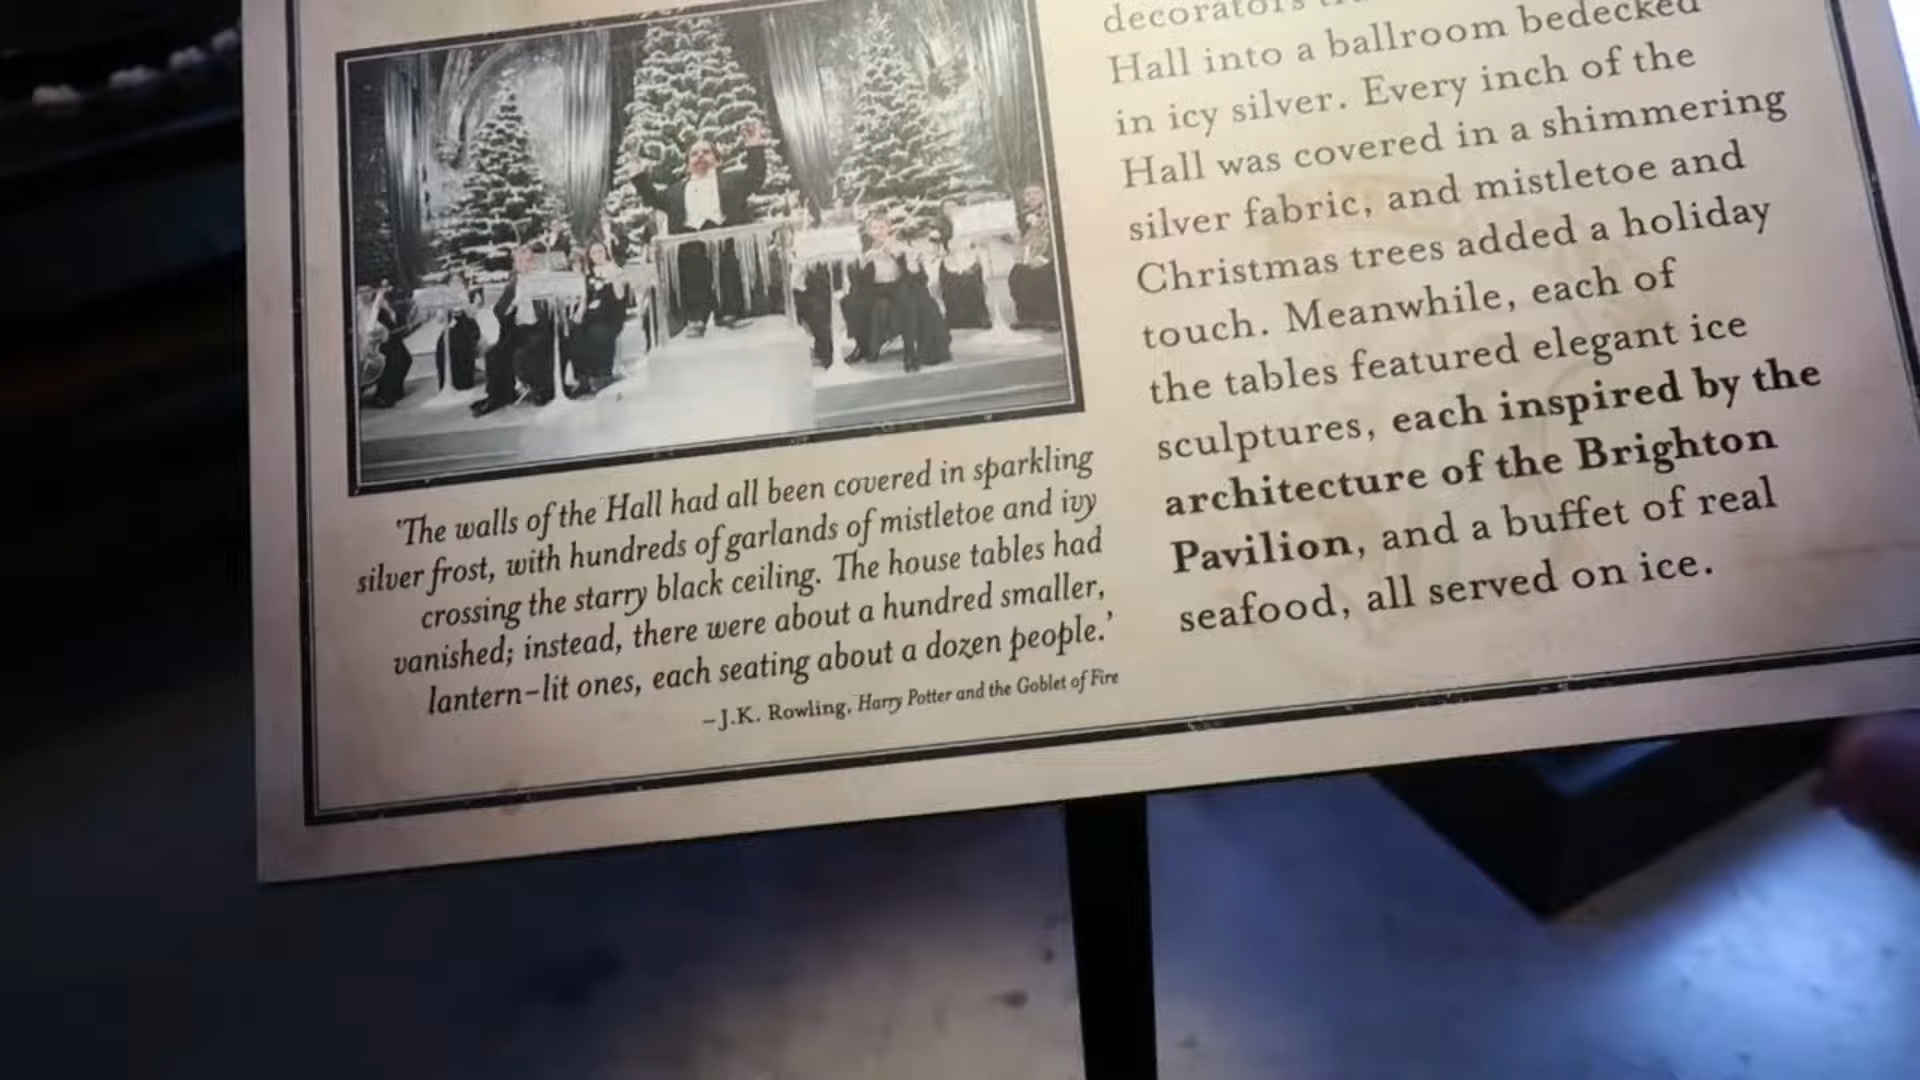 'The walls of the Hall had all been covered in sparkling
silver frost, with hundreds of garlands of mistletoe and ivy
crossing the starry black ceiling. The house tables had
vanished; instead, there were about a hundred smaller,
lantern-lit ones, each seating about a dozen people.'
–J.K. Rowling, Harry Potter and the Goblet of Fire
decorators
Hall into a ballroom bedecked
in icy silver. Every inch of the
Hall was covered in a shimmering
silver fabric, and mistletoe and
Christmas trees added a holiday
touch. Meanwhile, each of
the tables featured elegant ice
sculptures, each inspired by the
architecture of the Brighton
Pavilion, and a buffet of real
seafood, all served on ice.